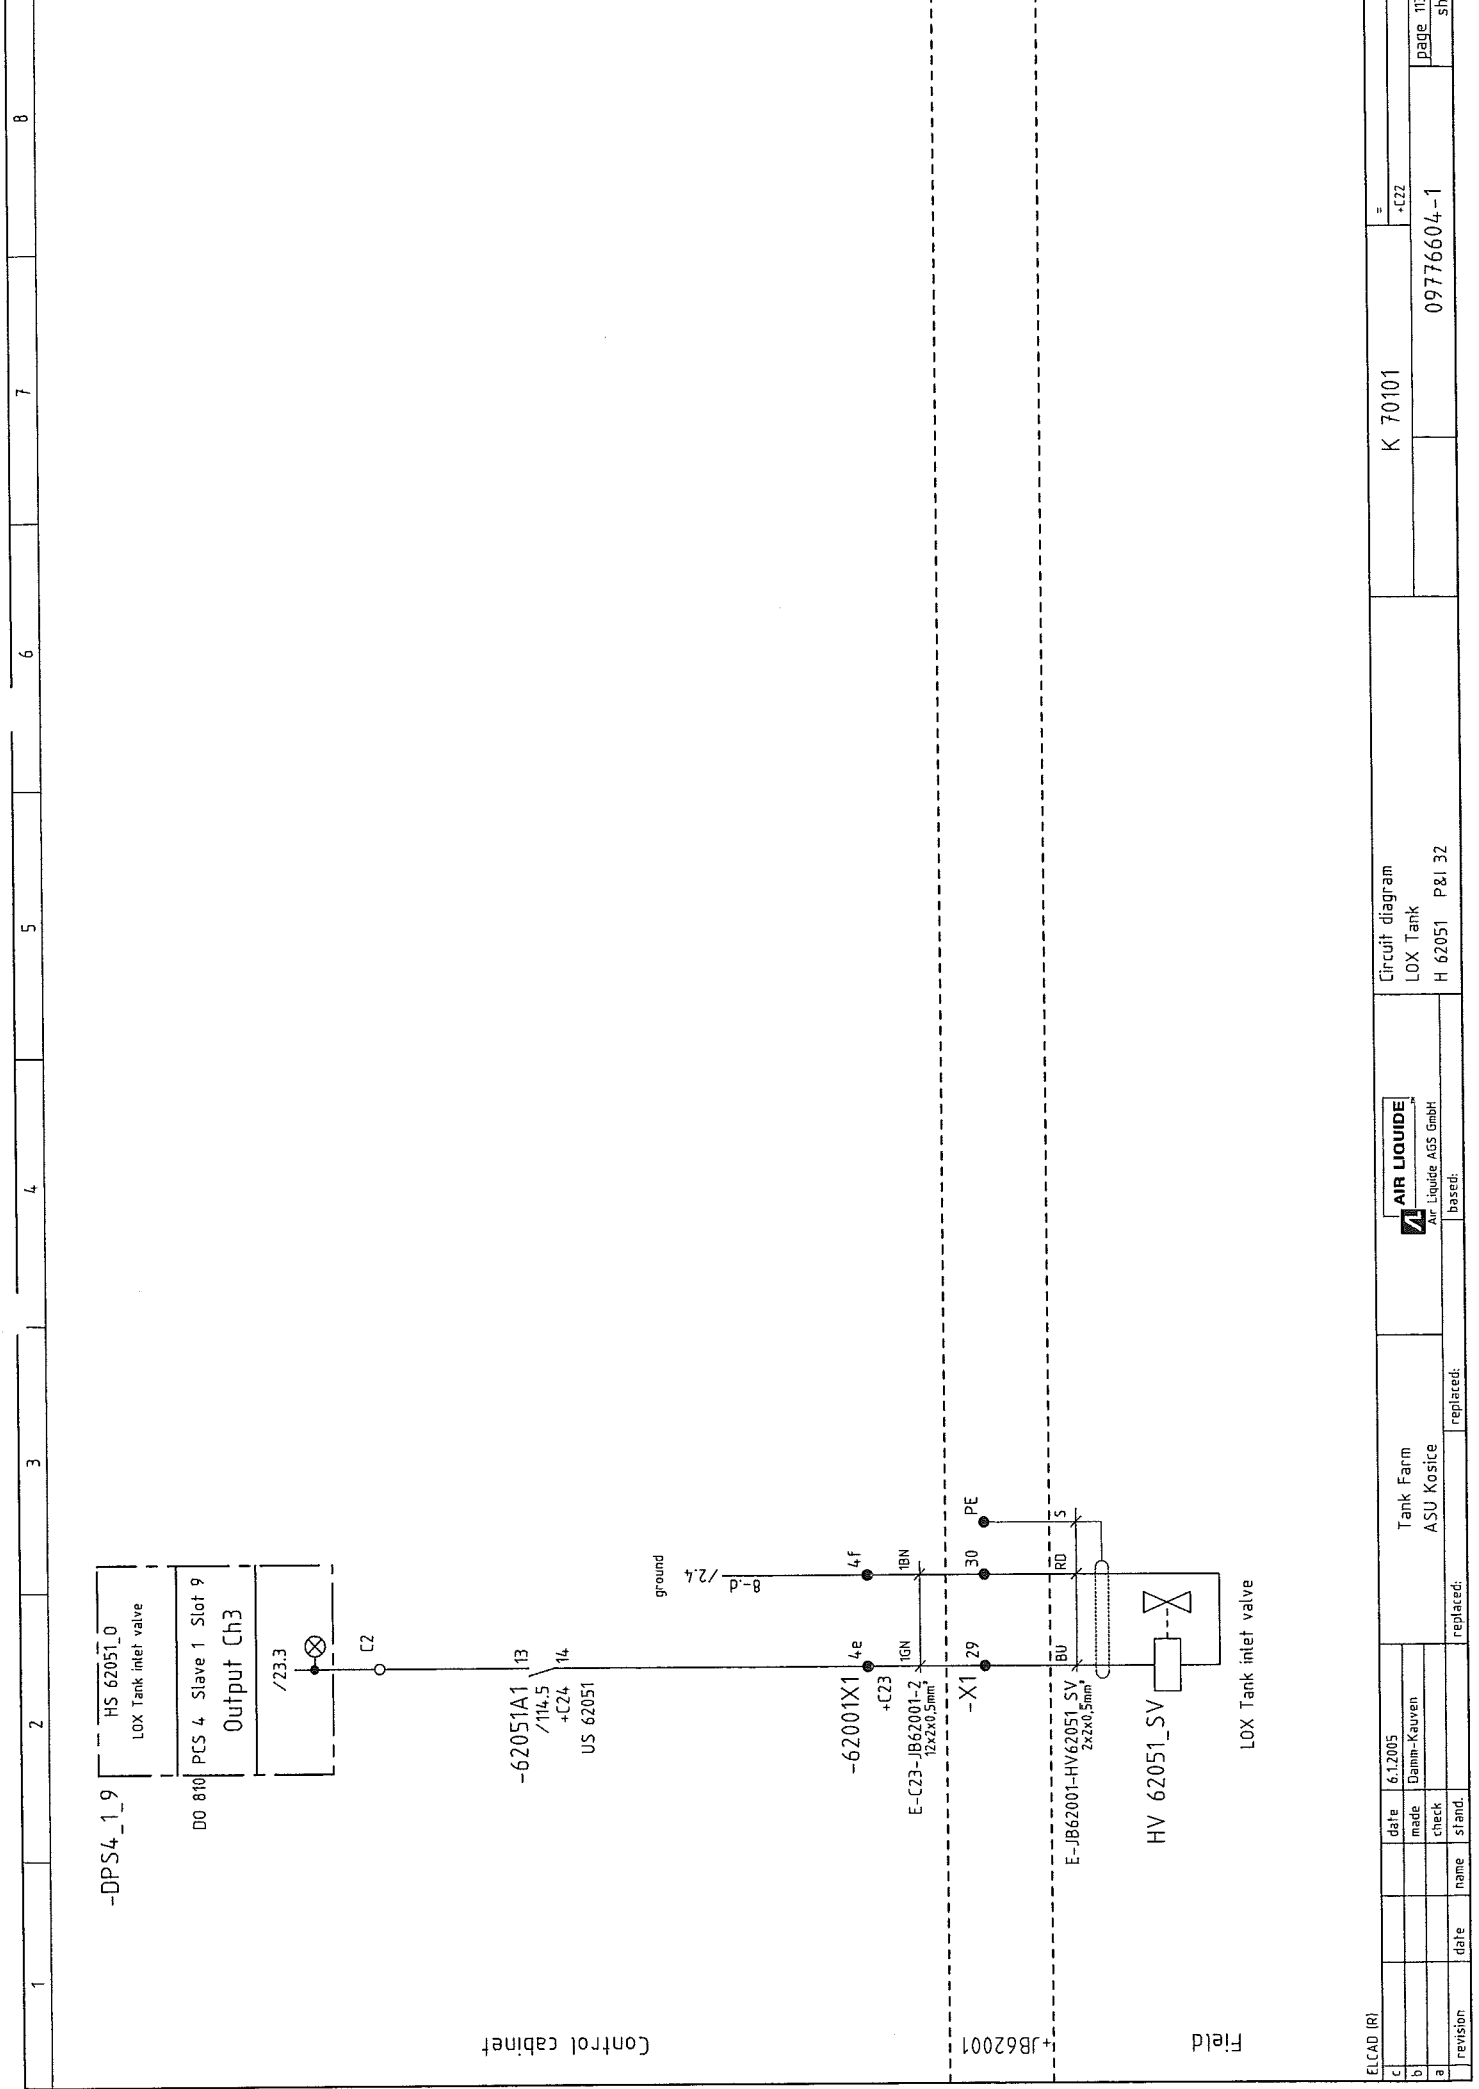 1 2 3 4 5 6 7 8
-DPS4_1_9
HS 62051_O
LOX Tank inlet valve
DO 810
PCS 4 Slave 1 Slot 9
Output Ch3
/23.3
C2
-62051A1 13
/114.5
+C24 14
US 62051
Control cabinet
ground
/2.4
8-.d
-62001X1 4e 4f
+C23
1GN 1BN
E-C23-JB62001-2
12x2x0,5mm²
+JB62001
-X1 29 30 PE
BU RD S
E-JB62001-HV62051_SV
2x2x0,5mm²
Field
HV 62051_SV
LOX Tank inlet valve
ELCAD (R)
c
b
a
revision date name stand.
date 6.1.2005
made Damm-Kauven
check
Tank Farm
ASU Kosice
replaced: replaced: based:
AIR LIQUIDE
Air Liquide AGS GmbH
Circuit diagram
LOX Tank
H 62051 P&I 32
K 70101
=
+C22
09776604-1
page